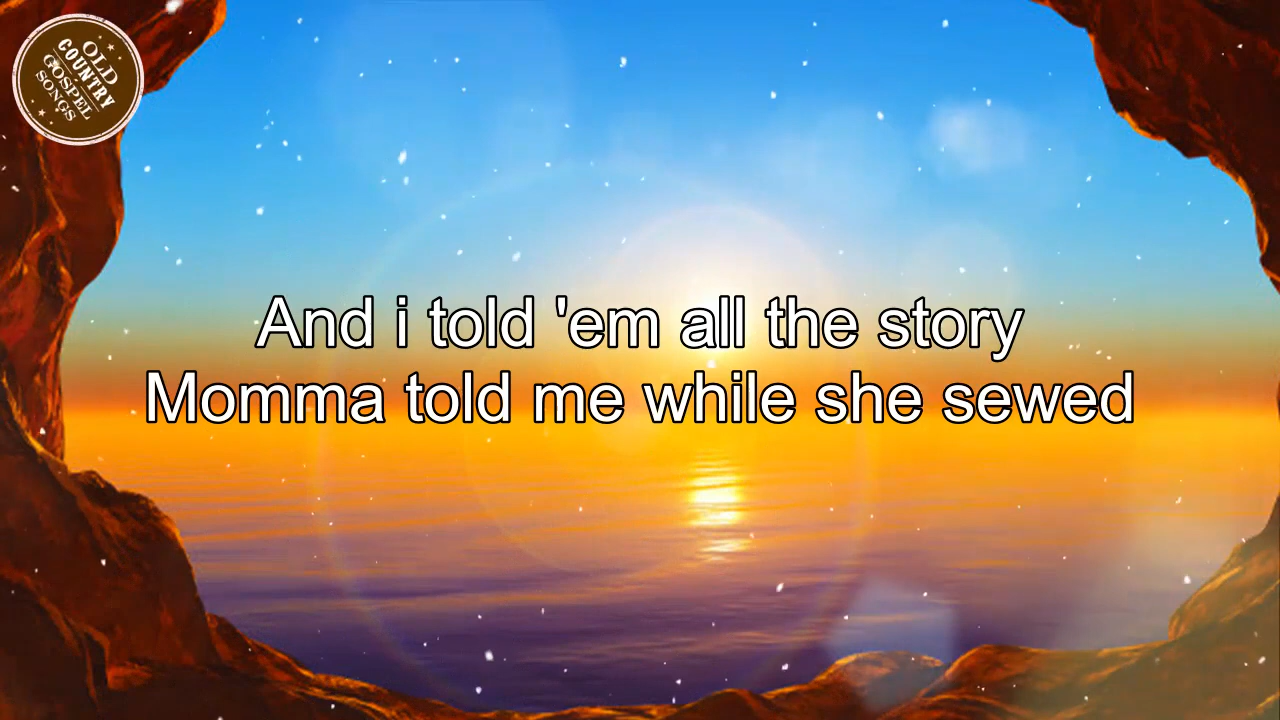 OLD
COUNTRY
GOSPEL
SONGS
And i told 'em all the story
Momma told me while she sewed